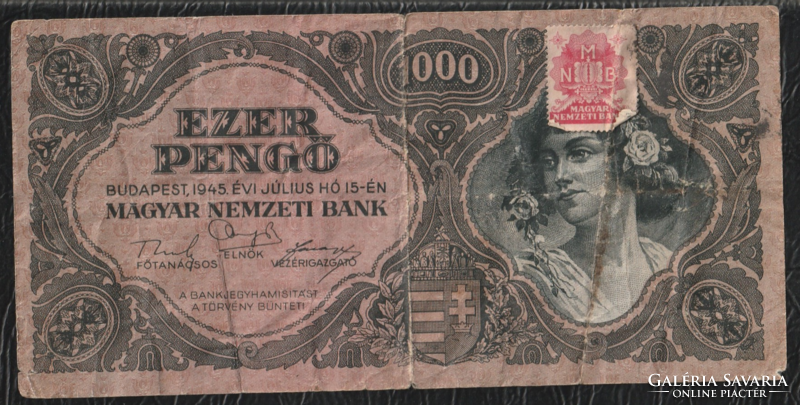 1000
M
N B
MAGYAR
NEMZETI BANK
EZER
PENGŐ
BUDAPEST, 1945. ÉVI JÚLIUS HÓ 15-ÉN
MAGYAR NEMZETI BANK
FŐTANÁCSOS
ELNÖK
VEZÉRIGAZGATÓ
A BANKJEGYHAMISÍTÁST
A TÖRVÉNY BÜNTETI
GALÉRIA SAVARIA
ONLINE PIACTÉR